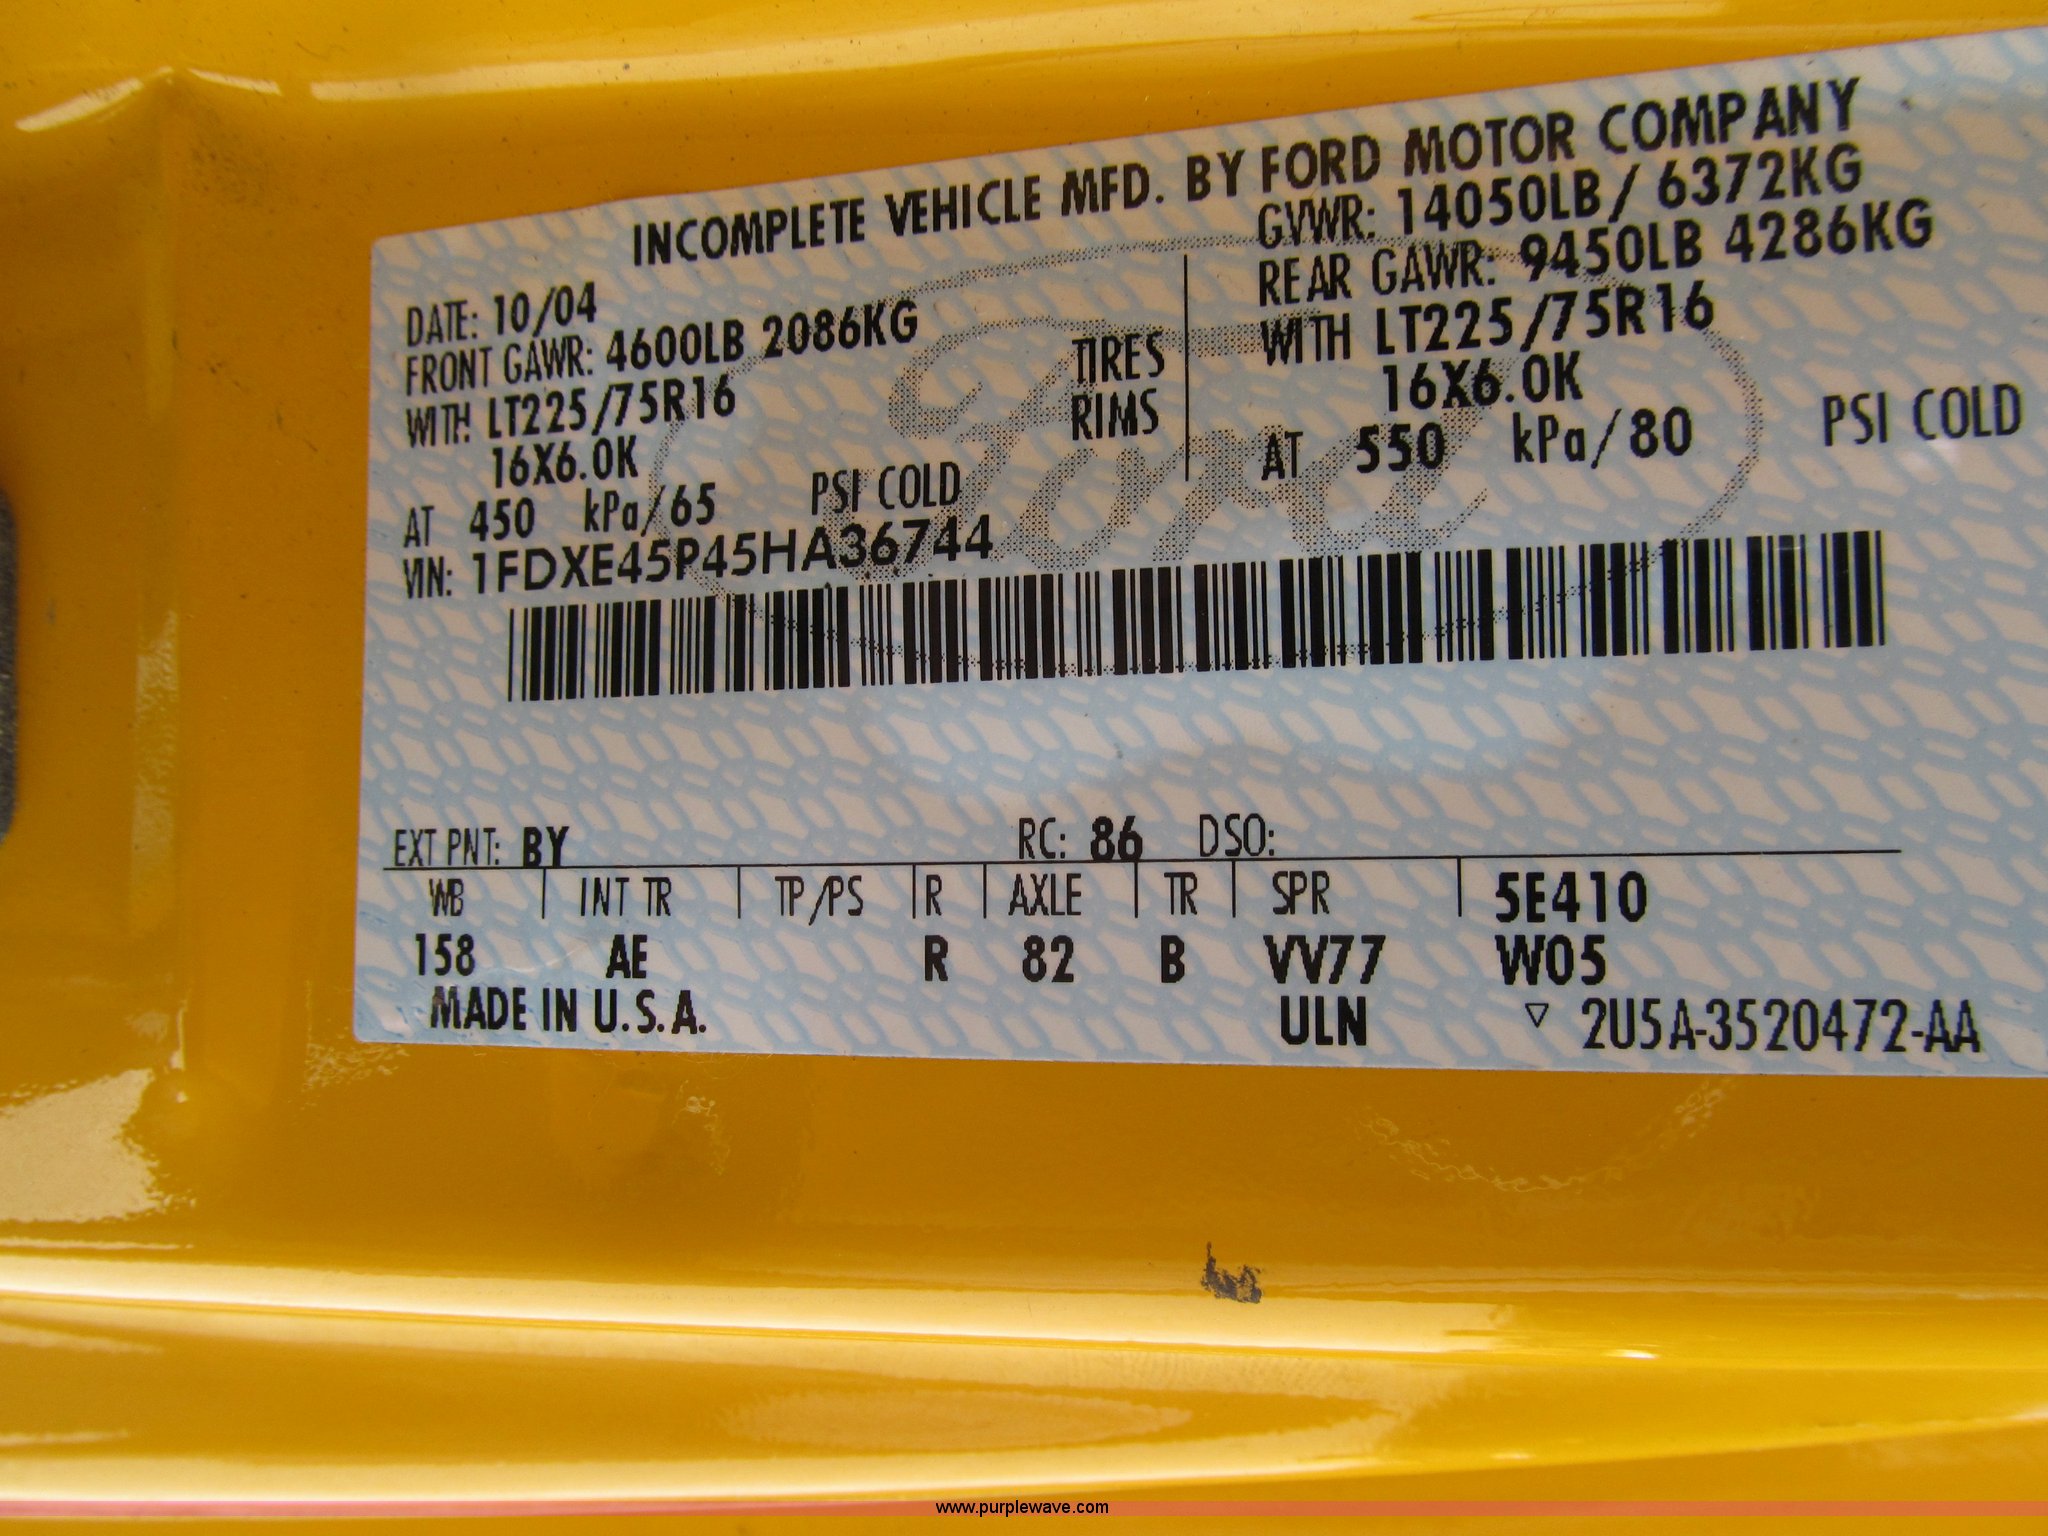 INCOMPLETE VEHICLE MFD. BY FORD MOTOR COMPANY
DATE: 10/04
GVWR: 14050LB / 6372KG
FRONT GAWR: 4600LB 2086KG
REAR GAWR: 9450LB 4286KG
WITH LT225/75R16 TIRES WITH LT225/75R16
16X6.0K RIMS 16X6.0K
AT 450 kPa/65 PSI COLD AT 550 kPa/80 PSI COLD
VIN: 1FDXE45P45HA36744
Ford
EXT PNT: BY RC: 86 DSO:
WB INT TR TP/PS R AXLE TR SPR 5E410
158 AE R 82 B VV77 W05
MADE IN U.S.A. ULN ▽ 2U5A-3520472-AA
www.purplewave.com